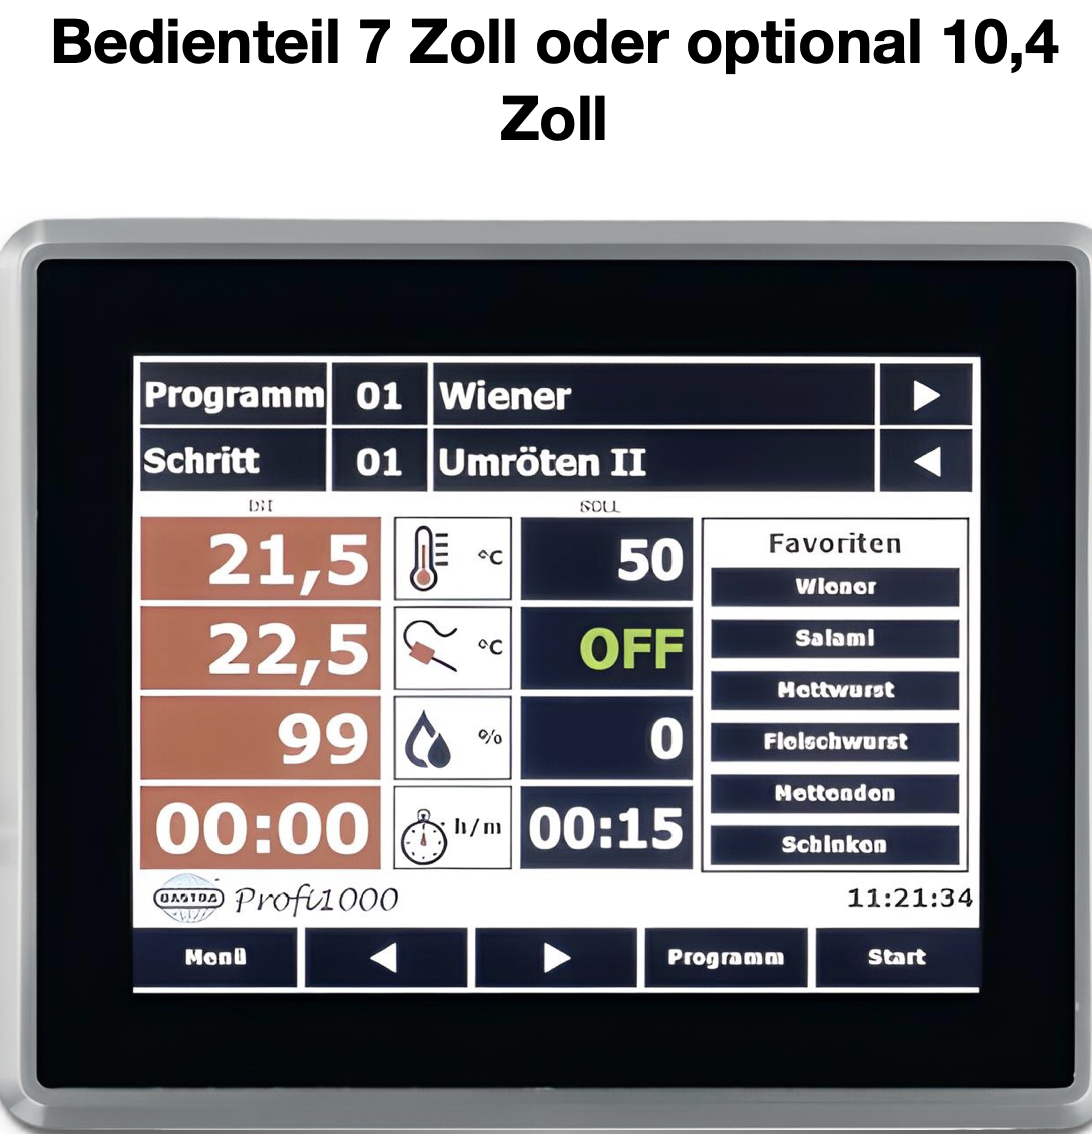 Bedienteil 7 Zoll oder optional 10,4
Zoll
Programm 01 Wiener
Schritt 01 Umröten II
IST SOLL
21,5 °C 50
22,5 °C OFF
99 % 0
00:00 h/m 00:15
Favoriten
Wiener
Salami
Mettwurst
Fleischwurst
Mettenden
Schinken
Profi1000 11:21:34
Menü Programm Start